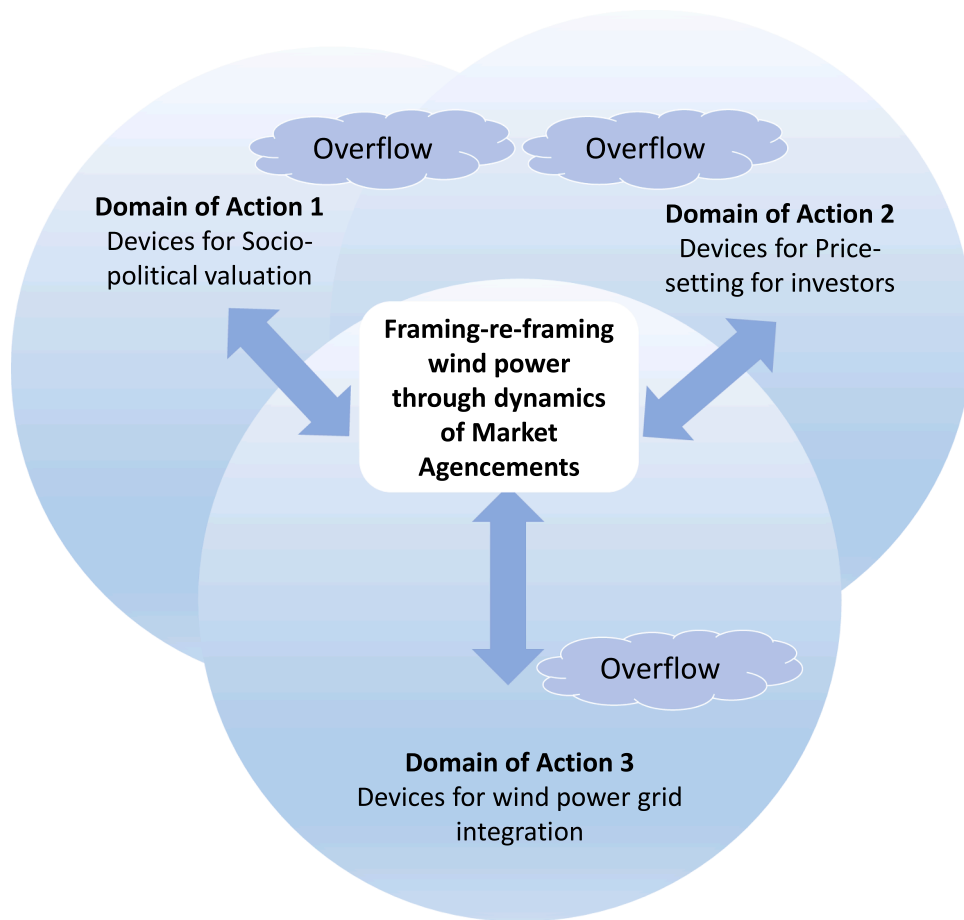 Overflow
Overflow
Domain of Action 1
Devices for Socio-
political valuation
Domain of Action 2
Devices for Price-
setting for investors
Framing-re-framing
wind power
through dynamics
of Market
Agencements
Overflow
Domain of Action 3
Devices for wind power grid
integration